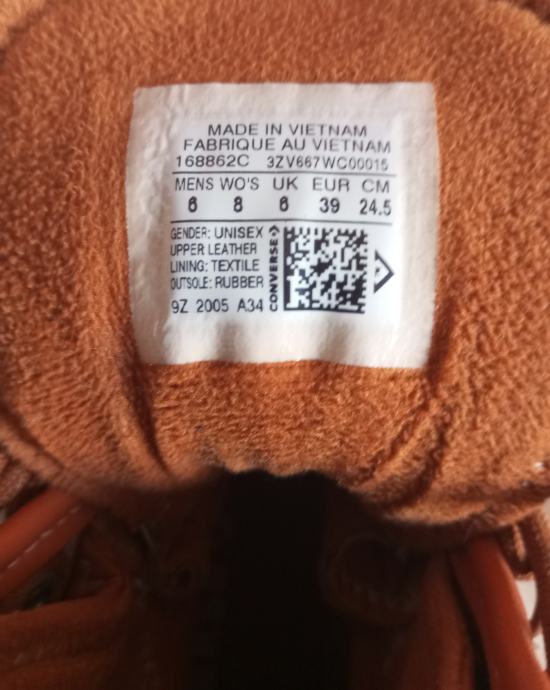 MADE IN VIETNAM
FABRIQUE AU VIETNAM
168862C 3ZV667WC00015
MENS WO'S UK EUR CM
6 8 6 39 24.5
GENDER: UNISEX
UPPER LEATHER
LINING: TEXTILE
OUTSOLE: RUBBER
9Z 2005 A34
CONVERSE